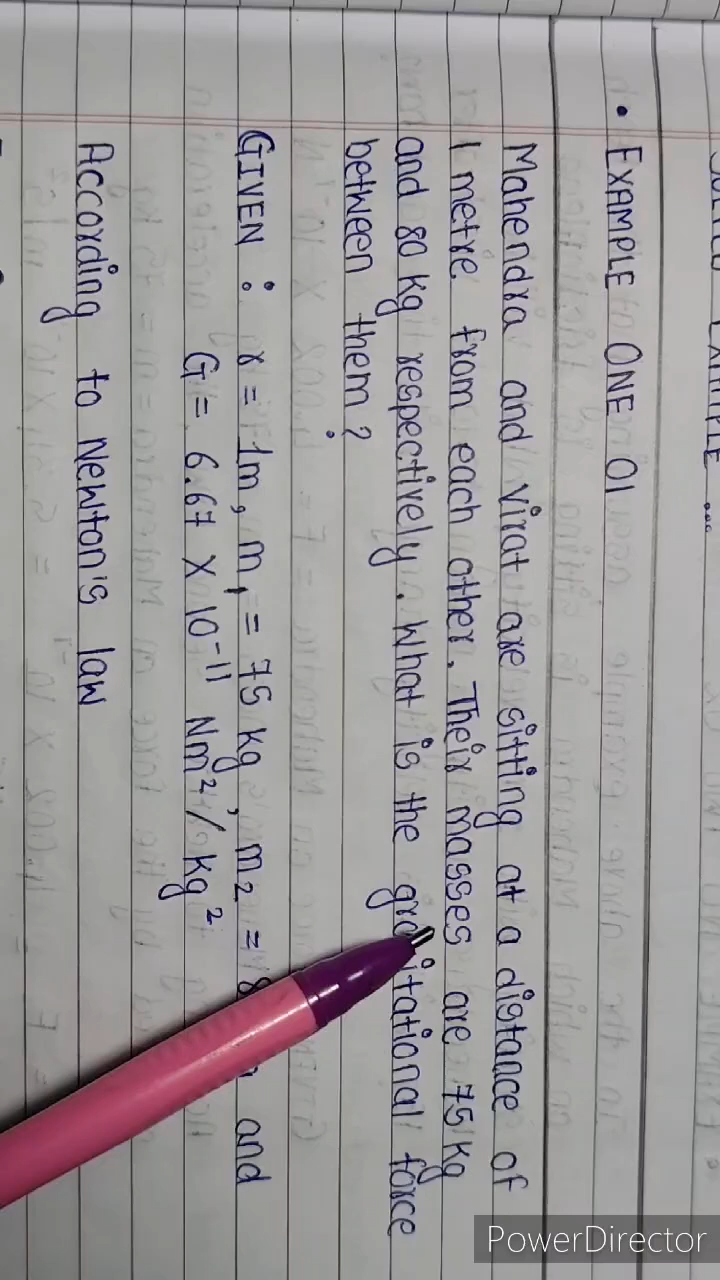 • EXAMPLE ONE 01
Mahendra and virat are sitting at a distance of
1 metre from each other. Their masses are 75 kg
and 80 kg respectively. What is the gravitational force
between them?
GIVEN : r = 1m, m₁ = 75 kg, m₂ = and
G = 6.67 X 10⁻¹¹ Nm² / kg²
According to Newton's law
PowerDirector